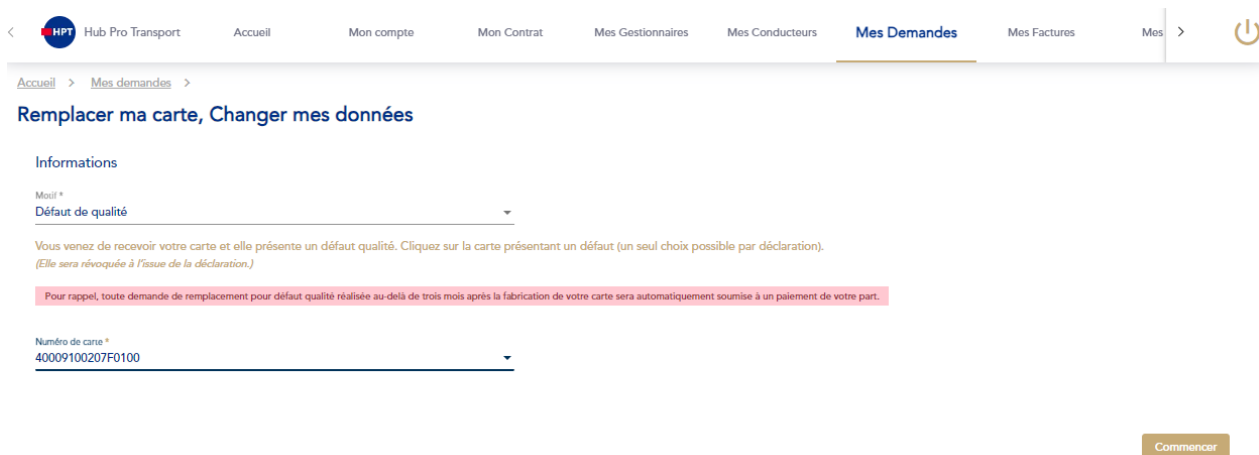 HPT Hub Pro Transport Accueil Mon compte Mon Contrat Mes Gestionnaires Mes Conducteurs Mes Demandes Mes Factures Mes
Accueil > Mes demandes >
Remplacer ma carte, Changer mes données
Informations
Motif *
Défaut de qualité
Vous venez de recevoir votre carte et elle présente un défaut qualité. Cliquez sur la carte présentant un défaut (un seul choix possible par déclaration).
(Elle sera révoquée à l'issue de la déclaration.)
Pour rappel, toute demande de remplacement pour défaut qualité réalisée au-delà de trois mois après la fabrication de votre carte sera automatiquement soumise à un paiement de votre part.
Numéro de carte *
40009100207F0100
Commencer